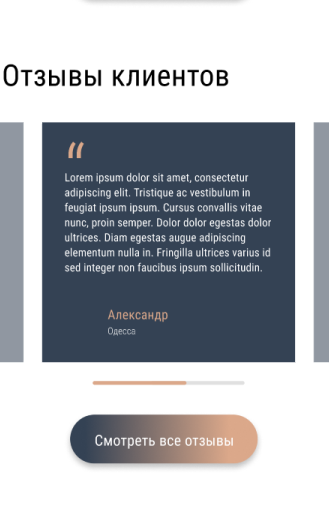 Отзывы клиентов
“
Lorem ipsum dolor sit amet, consectetur
adipiscing elit. Tristique ac vestibulum in
feugiat ipsum ipsum. Cursus convallis vitae
nunc, proin semper. Dolor dolor egestas dolor
ultrices. Diam egestas augue adipiscing
elementum nulla in. Fringilla ultrices varius id
sed integer non faucibus ipsum sollicitudin.
Александр
Одесса
Смотреть все отзывы